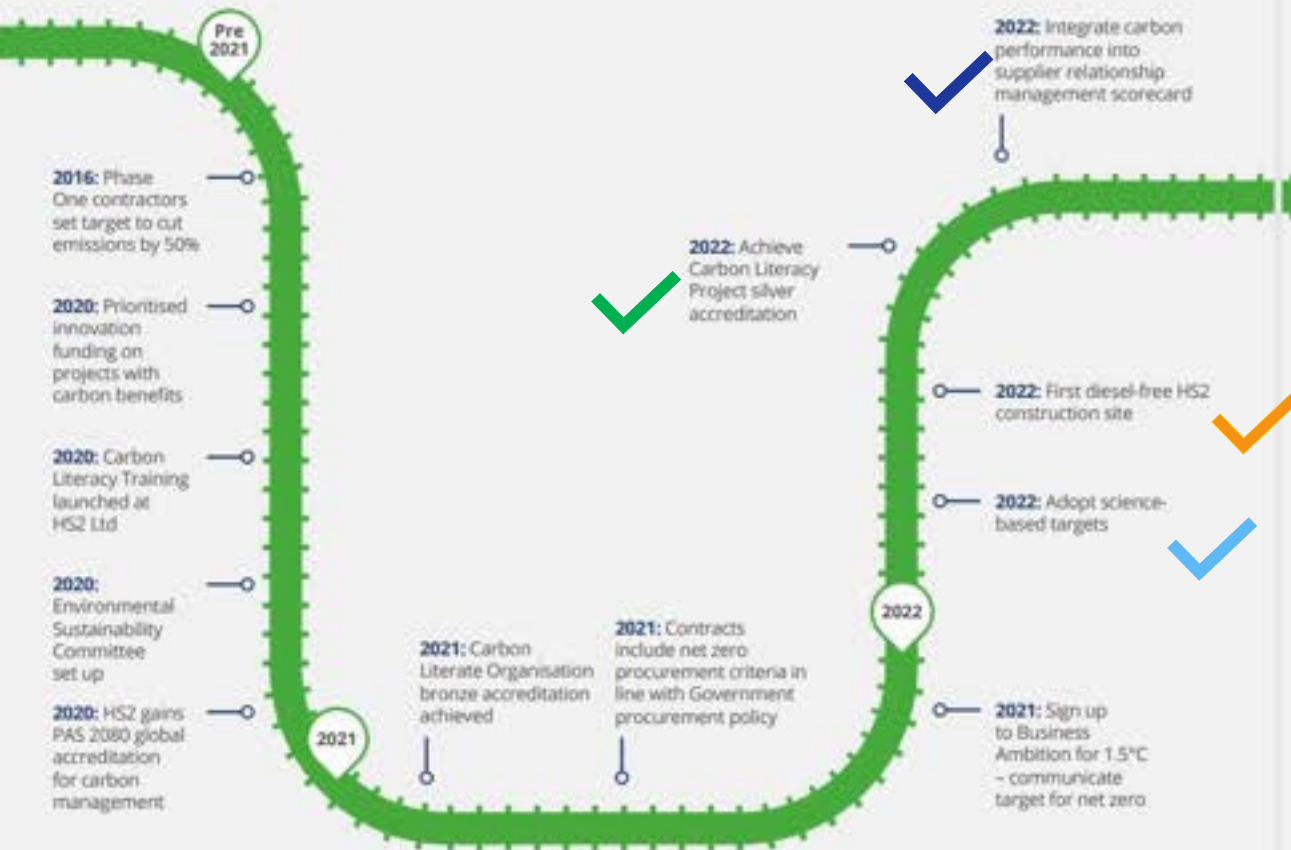 Pre
2021
2016: Phase
One contractors
set target to cut
emissions by 50%
2020: Prioritised
innovation
funding on
projects with
carbon benefits
2020: Carbon
Literacy Training
launched at
HS2 Ltd
2020:
Environmental
Sustainability
Committee
set up
2020: HS2 gains
PAS 2080 global
accreditation
for carbon
management
2021
2021: Carbon
Literate Organisation
bronze accreditation
achieved
2021: Contracts
include net zero
procurement criteria in
line with Government
procurement policy
2021: Sign up
to Business
Ambition for 1.5°C
– communicate
target for net zero
2022
2022: Adopt science-
based targets
2022: First diesel-free HS2
construction site
2022: Achieve
Carbon Literacy
Project silver
accreditation
2022: Integrate carbon
performance into
supplier relationship
management scorecard